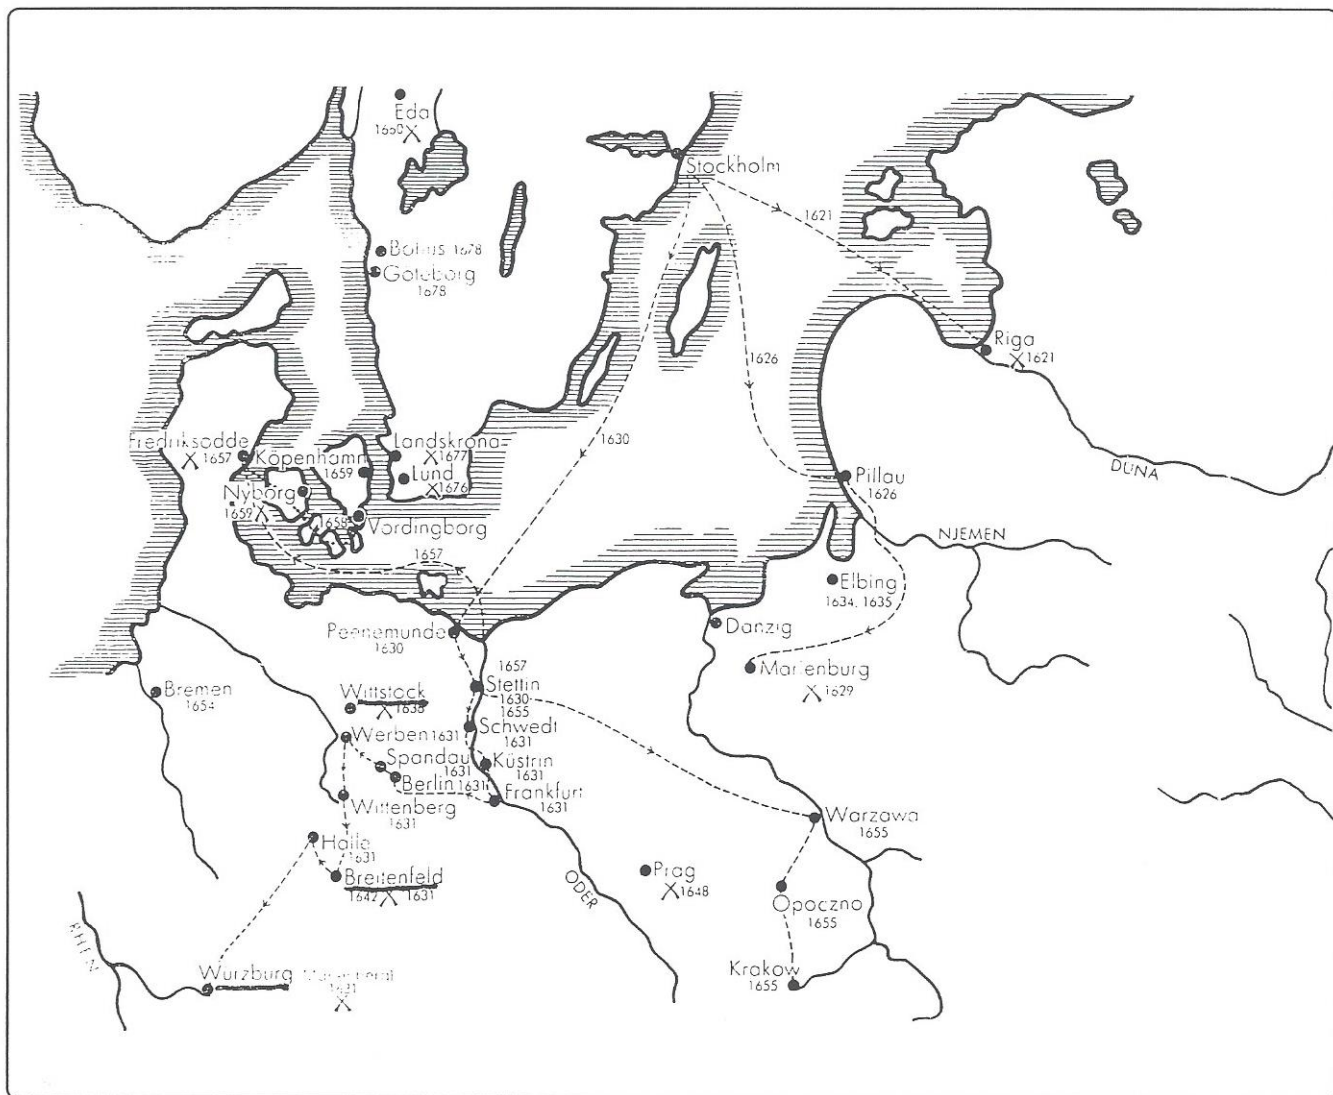 Eda
1660
Stockholm
1621
Bohus 1678
Göteborg
1678
Riga
1621
1626
1630
Fredriksodde
1657
Köpenhamn
1659
Landskrona
1677
Lund
1676
DÜNA
Nyborg
1659
1658
Vordingborg
Pillau
1626
NJEMEN
1657
Elbing
1634, 1635
Danzig
Peenemünde
1630
Marienburg
1629
Bremen
1654
1657
Stettin
1630
1655
Wittstock
1636
Schwedt
1631
Werben 1631
Spandau
1631
Berlin 1631
Küstrin
1631
Frankfurt
1631
Wittenberg
1631
Warzawa
1655
Halle
1631
Breitenfeld
1642 1631
ODER
Prag
1648
Opoczno
1655
RHEN
Würzburg
1631
Krakow
1655